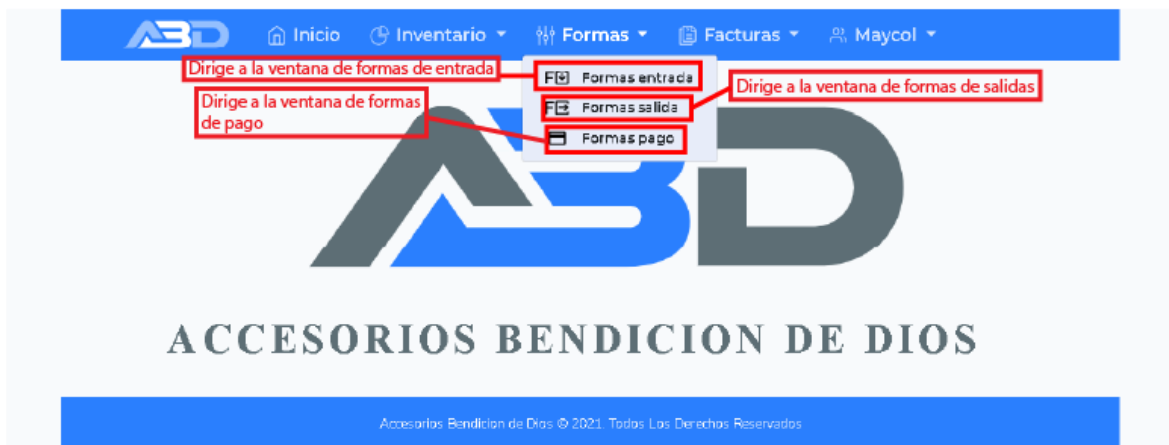 ABD Inicio Inventario Formas Facturas Maycol
Dirige a la ventana de formas de entrada
Formas entrada
Dirige a la ventana de formas de salidas
Dirige a la ventana de formas
de pago
Formas salida
Formas pago
ABD
ACCESORIOS BENDICION DE DIOS
Accesorios Bendicion de Dios © 2021. Todos Los Derechos Reservados